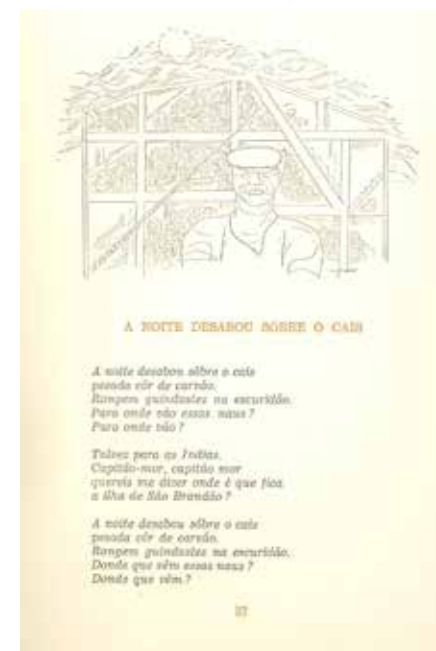 A NOITE DESABOU SÔBRE O CAIS
A noite desabou sôbre o cais
pesada côr de carvão.
Rangem guindastes na escuridão.
Para onde vão essas naus?
Para onde vão?
Talvez para as Índias.
Capitão-mor, capitão mor
quereis me dizer onde é que fica
a ilha de São Brandão?
A noite desabou sôbre o cais
pesada côr de carvão.
Rangem guindastes na escuridão.
Donde que vêm essas naus?
Donde que vêm?
37